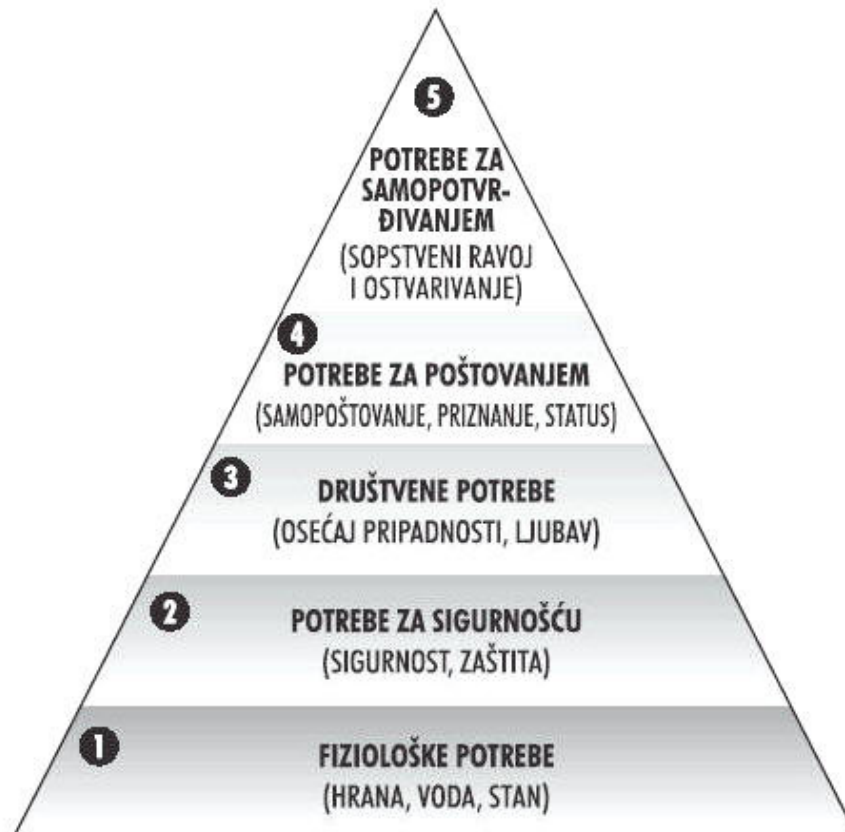 5
POTREBE ZA
SAMOPOTVR-
ĐIVANJEM
(SOPSTVENI RAVOJ
I OSTVARIVANJE)
4
POTREBE ZA POŠTOVANJEM
(SAMOPOŠTOVANJE, PRIZNANJE, STATUS)
3
DRUŠTVENE POTREBE
(OSEĆAJ PRIPADNOSTI, LJUBAV)
2
POTREBE ZA SIGURNOŠĆU
(SIGURNOST, ZAŠTITA)
1
FIZIOLOŠKE POTREBE
(HRANA, VODA, STAN)